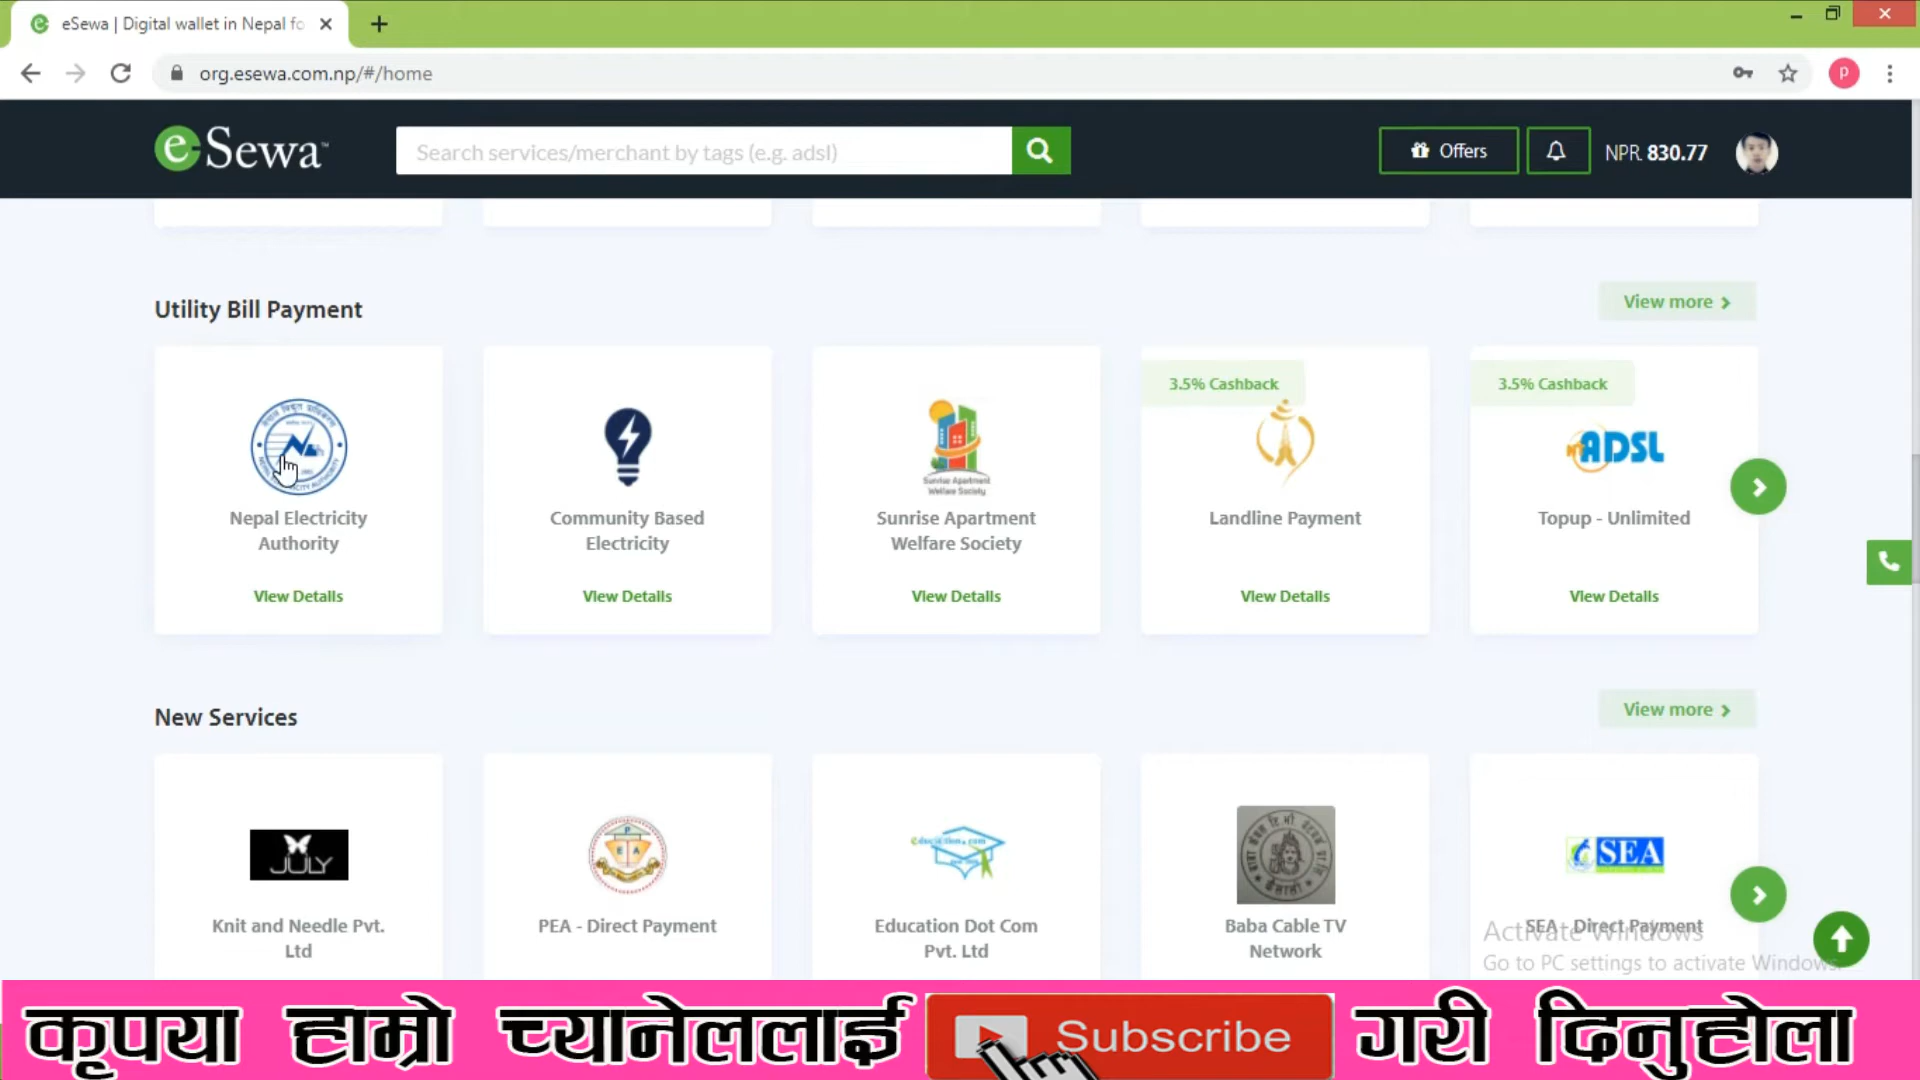 eSewa | Digital wallet in Nepal fo
org.esewa.com.np/#/home
P
eSewa™
Search services/merchant by tags (e.g. adsl)
Offers
NPR 830.77
Utility Bill Payment
View more
3.5% Cashback
3.5% Cashback
Sunrise Apartment
Welfare Society
ADSL
Nepal Electricity
Authority
Community Based
Electricity
Sunrise Apartment
Welfare Society
Landline Payment
Topup - Unlimited
View Details
View Details
View Details
View Details
View Details
New Services
View more
JULY
P
E A
SEA
Knit and Needle Pvt.
Ltd
PEA - Direct Payment
Education Dot Com
Pvt. Ltd
Baba Cable TV
Network
SEA - Direct Payment
Activate Windows
Go to PC settings to activate Windows.
कृपया हाम्रो च्यानेललाई Subscribe गरी दिनुहोला